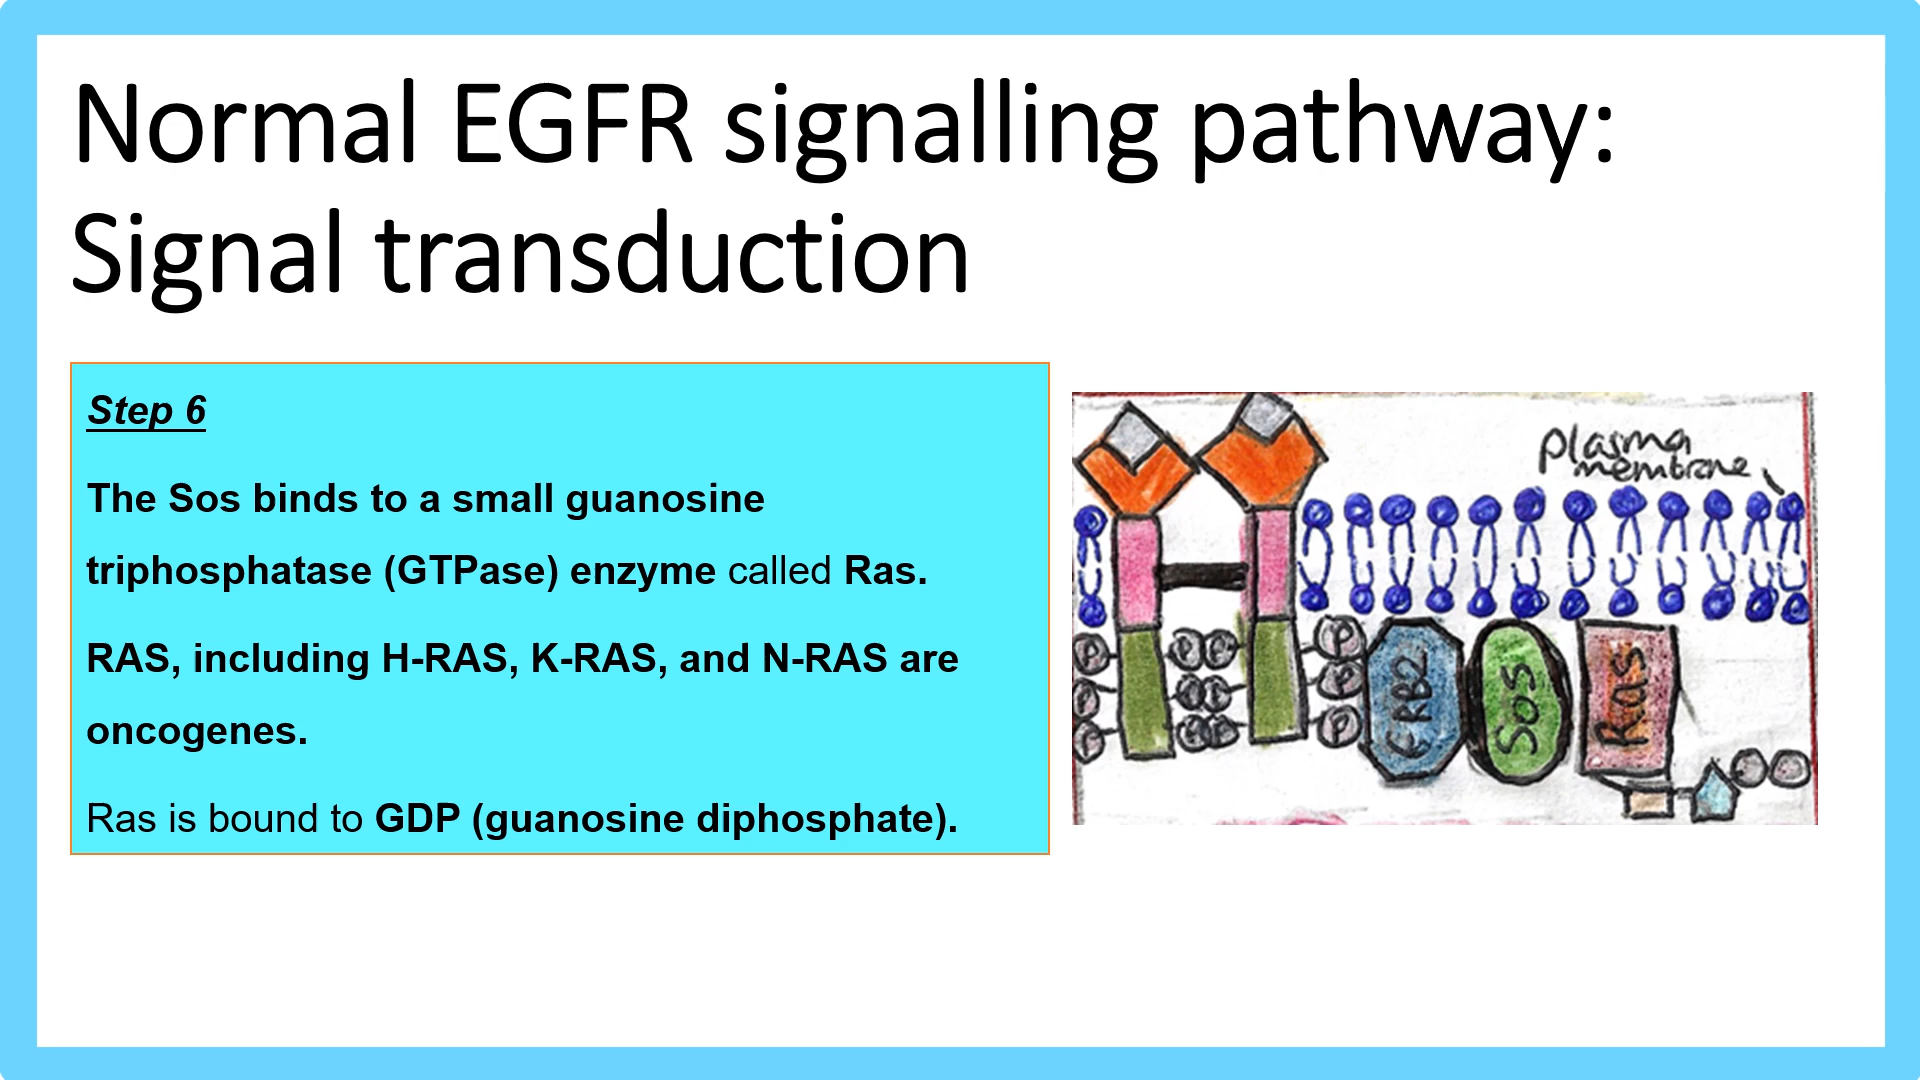 Normal EGFR signalling pathway:
Signal transduction
Step 6
The Sos binds to a small guanosine
triphosphatase (GTPase) enzyme called Ras.
RAS, including H-RAS, K-RAS, and N-RAS are
oncogenes.
Ras is bound to GDP (guanosine diphosphate).
plasma
membrane
P
P
P
P
P
P
P
P
P
P
P
P
GRB2
Sos
Ras